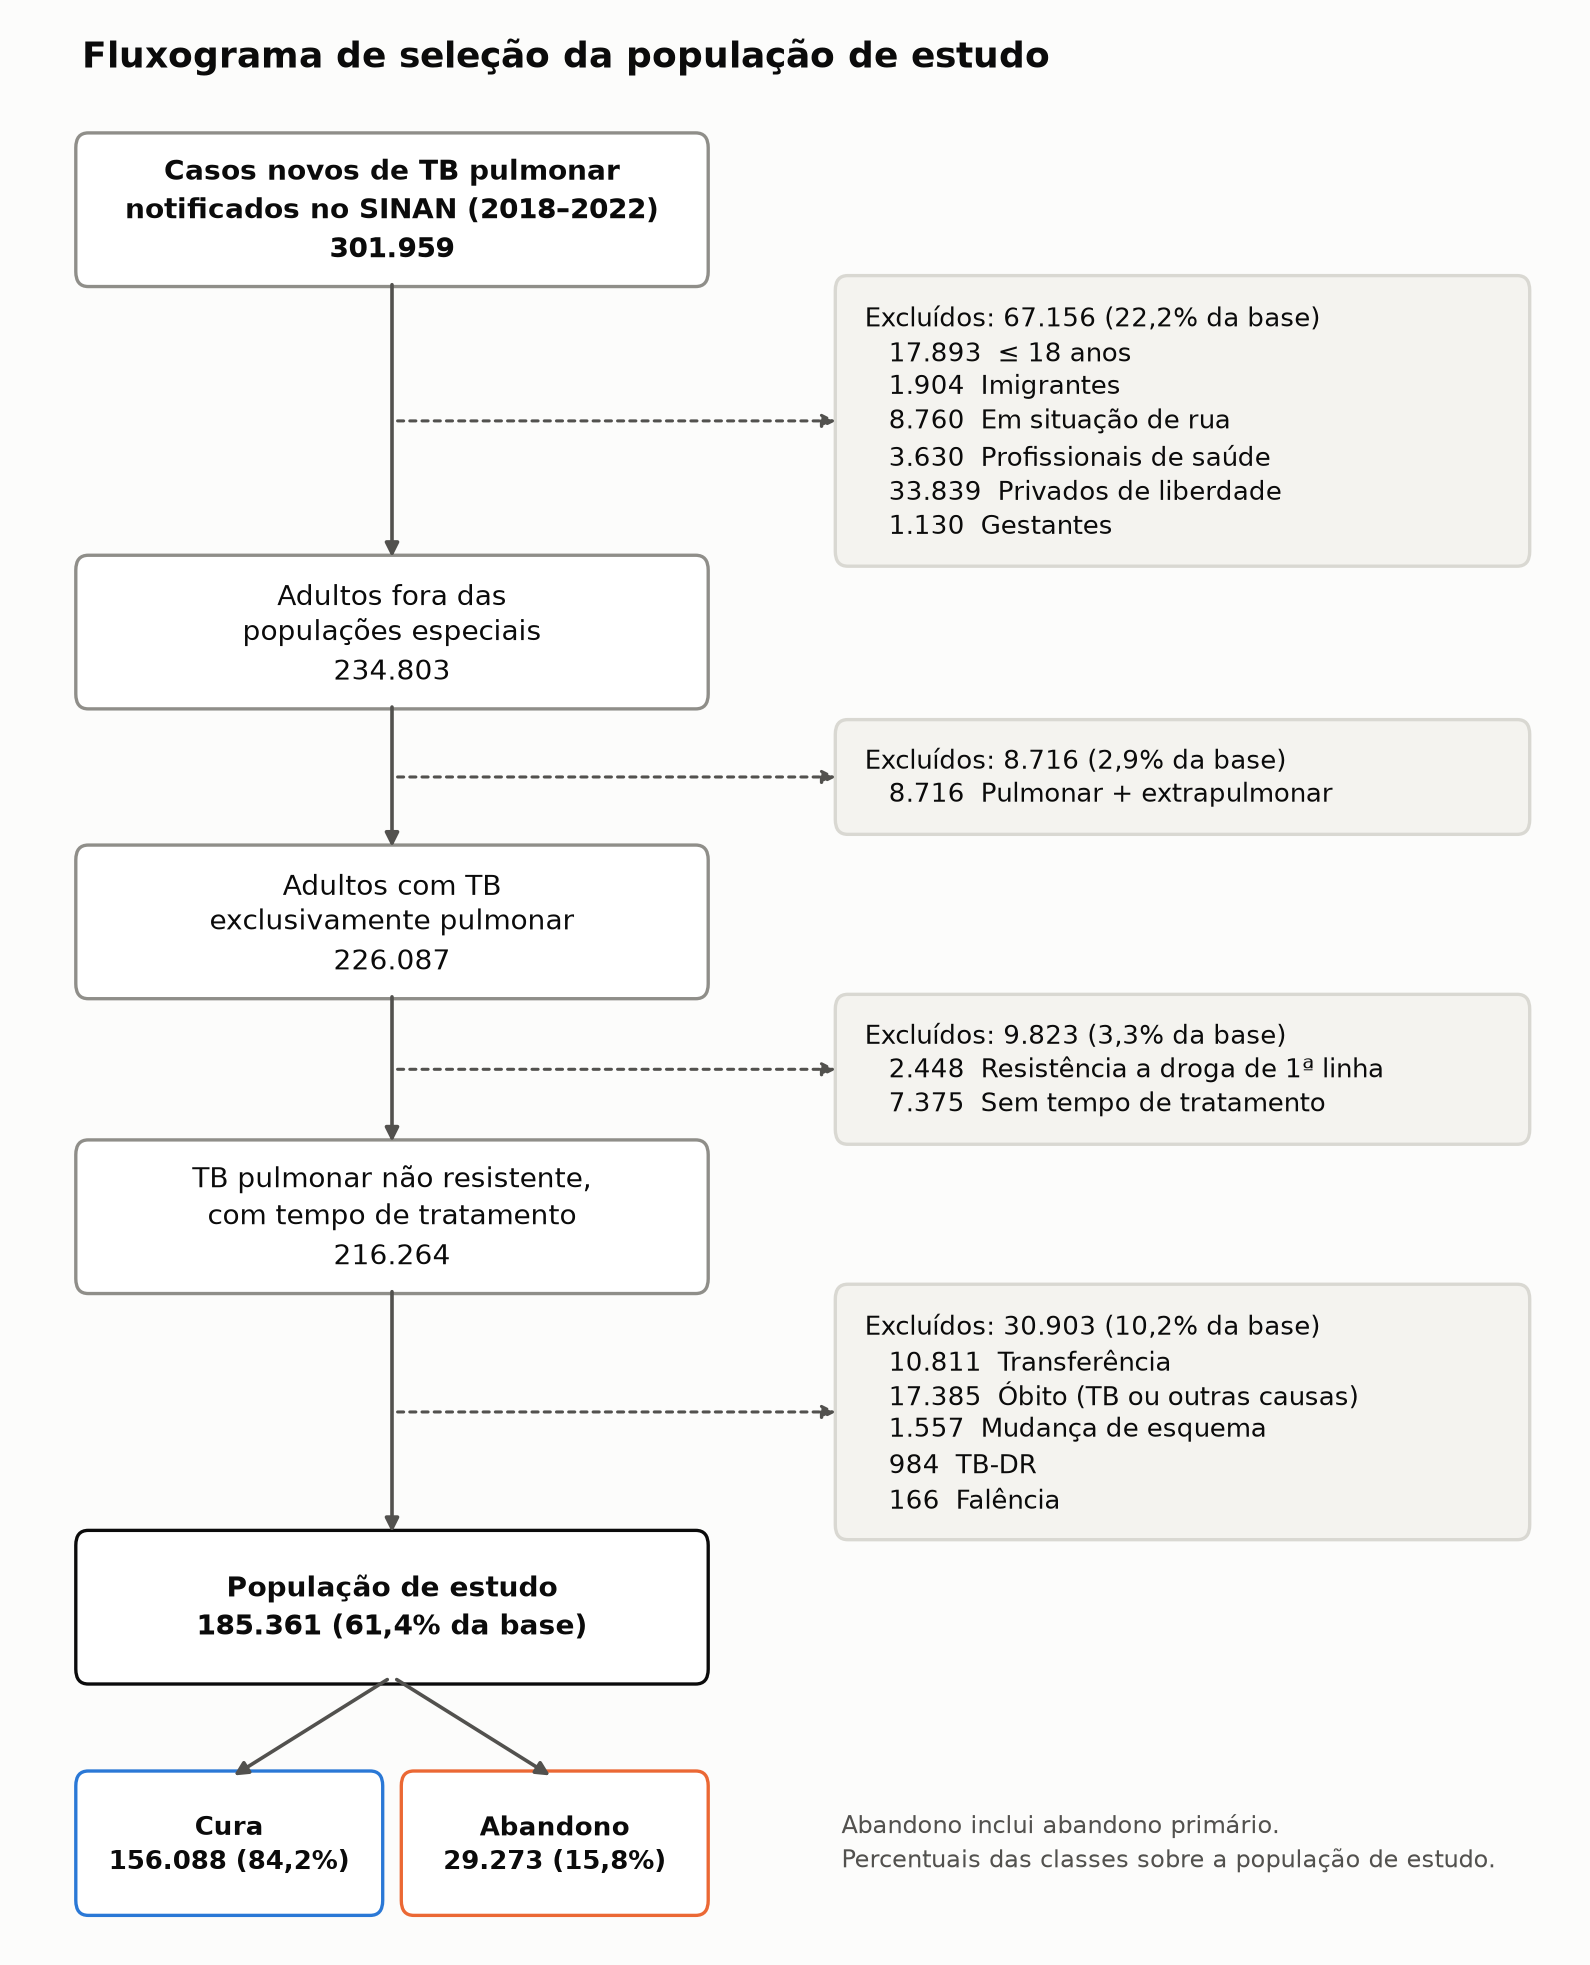 Fluxograma de seleção da população de estudo
Casos novos de TB pulmonar
notificados no SINAN (2018–2022)
301.959
Excluídos: 67.156 (22,2% da base)
17.893 ≤ 18 anos
1.904 Imigrantes
8.760 Em situação de rua
3.630 Profissionais de saúde
33.839 Privados de liberdade
1.130 Gestantes
Adultos fora das
populações especiais
234.803
Excluídos: 8.716 (2,9% da base)
8.716 Pulmonar + extrapulmonar
Adultos com TB
exclusivamente pulmonar
226.087
Excluídos: 9.823 (3,3% da base)
2.448 Resistência a droga de 1ª linha
7.375 Sem tempo de tratamento
TB pulmonar não resistente,
com tempo de tratamento
216.264
Excluídos: 30.903 (10,2% da base)
10.811 Transferência
17.385 Óbito (TB ou outras causas)
1.557 Mudança de esquema
984 TB-DR
166 Falência
População de estudo
185.361 (61,4% da base)
Cura
156.088 (84,2%)
Abandono
29.273 (15,8%)
Abandono inclui abandono primário.
Percentuais das classes sobre a população de estudo.